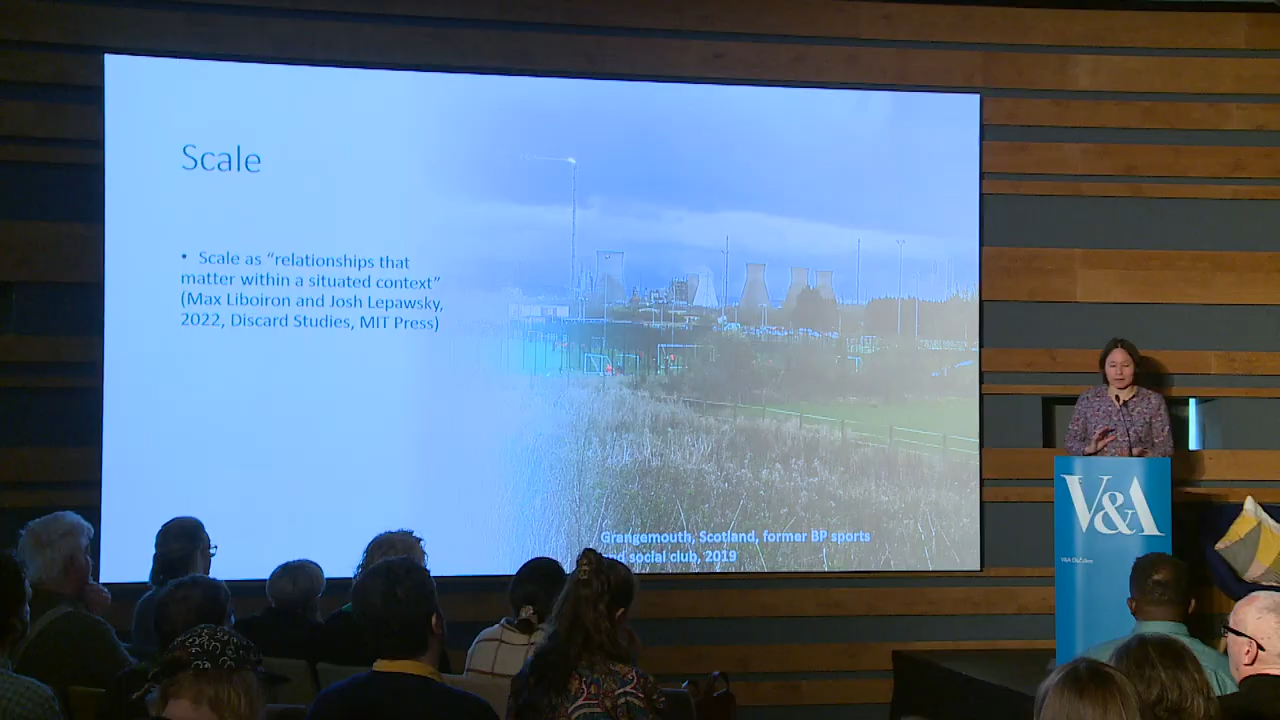 Scale
• Scale as “relationships that
matter within a situated context”
(Max Liboiron and Josh Lepawsky,
2022, Discard Studies, MIT Press)
Grangemouth, Scotland, former BP sports
and social club, 2019
V&A
V&A Dundee